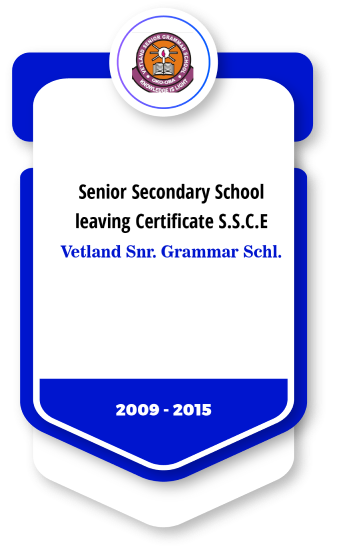 VETLAND SENIOR GRAMMAR SCHOOL
OKO-OBA
KNOWLEDGE IS LIGHT
Senior Secondary School
leaving Certificate S.S.C.E
Vetland Snr. Grammar Schl.
2009 - 2015